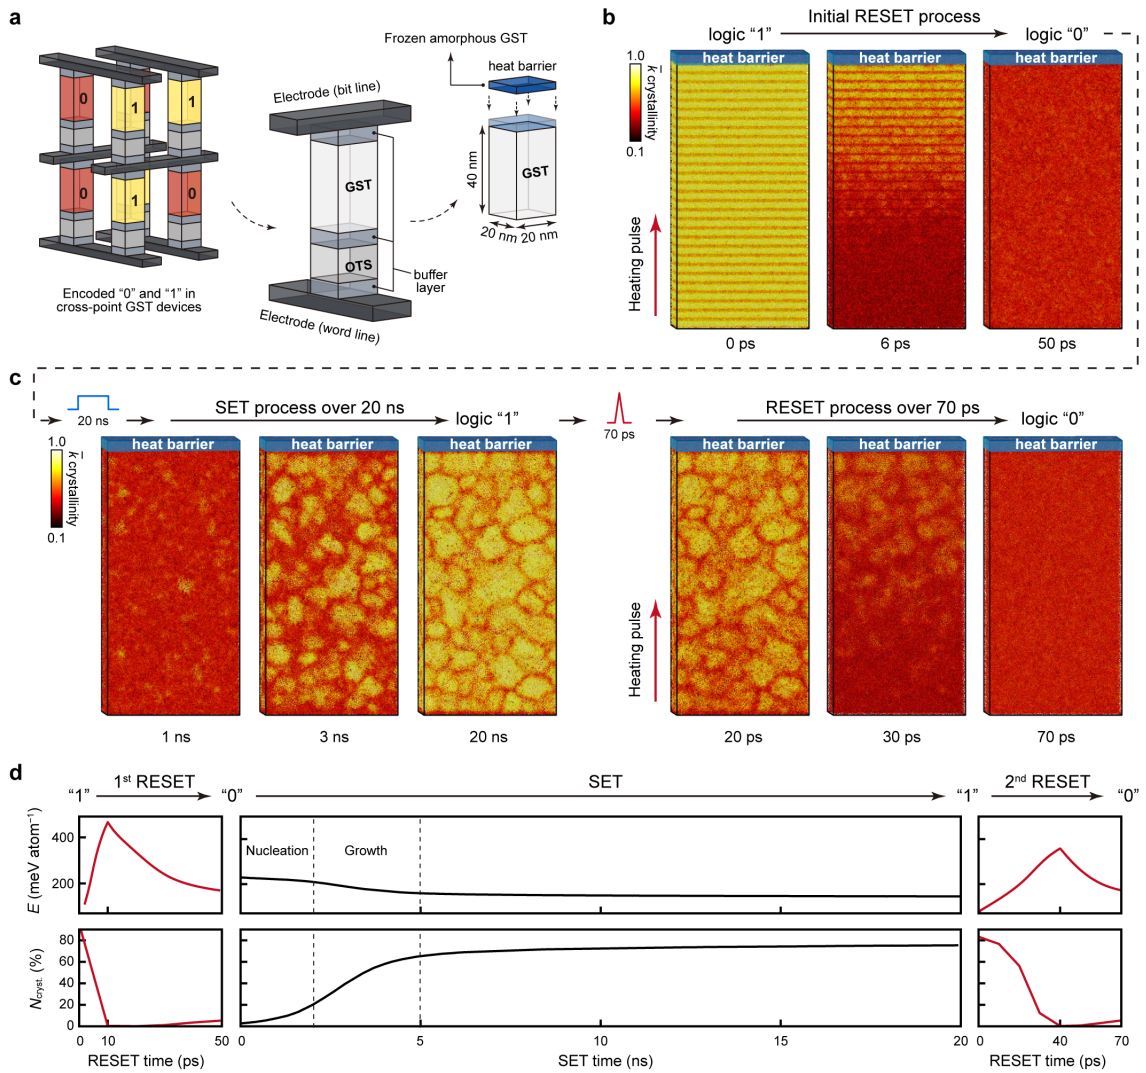 a
Frozen amorphous GST
heat barrier
Electrode (bit line)
0
1
1
0
1
0
GST
OTS
buffer
layer
Electrode (word line)
40 nm
GST
20 nm
20 nm
Encoded “0” and “1” in
cross-point GST devices
b
Initial RESET process
logic “1”
logic “0”
1.0
k̅ crystallinity
0.1
Heating pulse
heat barrier
heat barrier
heat barrier
0 ps
6 ps
50 ps
c
20 ns
SET process over 20 ns
logic “1”
70 ps
RESET process over 70 ps
logic “0”
1.0
k̅ crystallinity
0.1
heat barrier
heat barrier
heat barrier
heat barrier
heat barrier
heat barrier
Heating pulse
1 ns
3 ns
20 ns
20 ps
30 ps
70 ps
d
“1”
1st RESET
“0”
SET
“1”
2nd RESET
“0”
E (meV atom⁻¹)
400
200
Nucleation
Growth
Ncryst. (%)
80
60
40
20
0
0 10 50
RESET time (ps)
0 5 10 15 20
SET time (ns)
0 40 70
RESET time (ps)